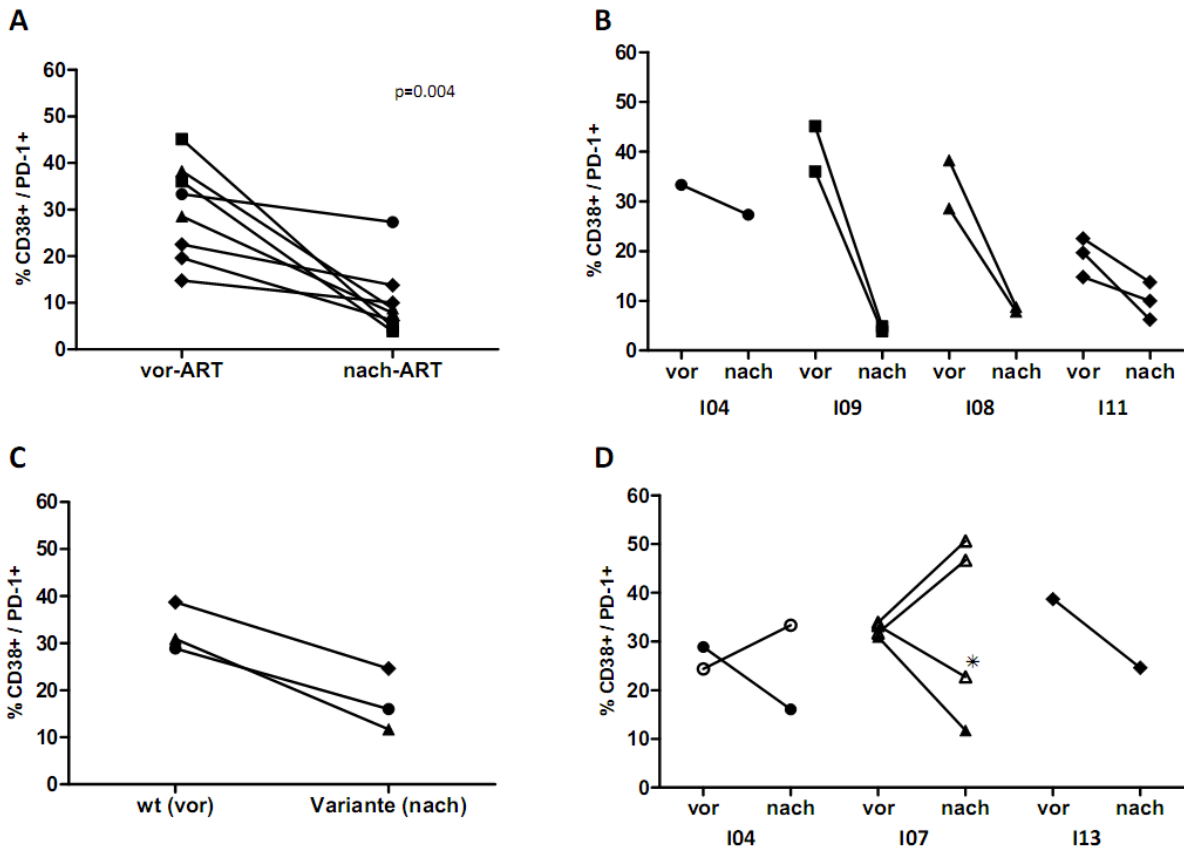 A
% CD38+ / PD-1+
60
50
40
30
20
10
0
p=0.004
vor-ART nach-ART
B
% CD38+ / PD-1+
60
50
40
30
20
10
0
vor nach vor nach vor nach vor nach
I04 I09 I08 I11
C
% CD38+ / PD-1+
60
50
40
30
20
10
0
wt (vor) Variante (nach)
D
% CD38+ / PD-1+
60
50
40
30
20
10
0
*
vor nach vor nach vor nach
I04 I07 I13